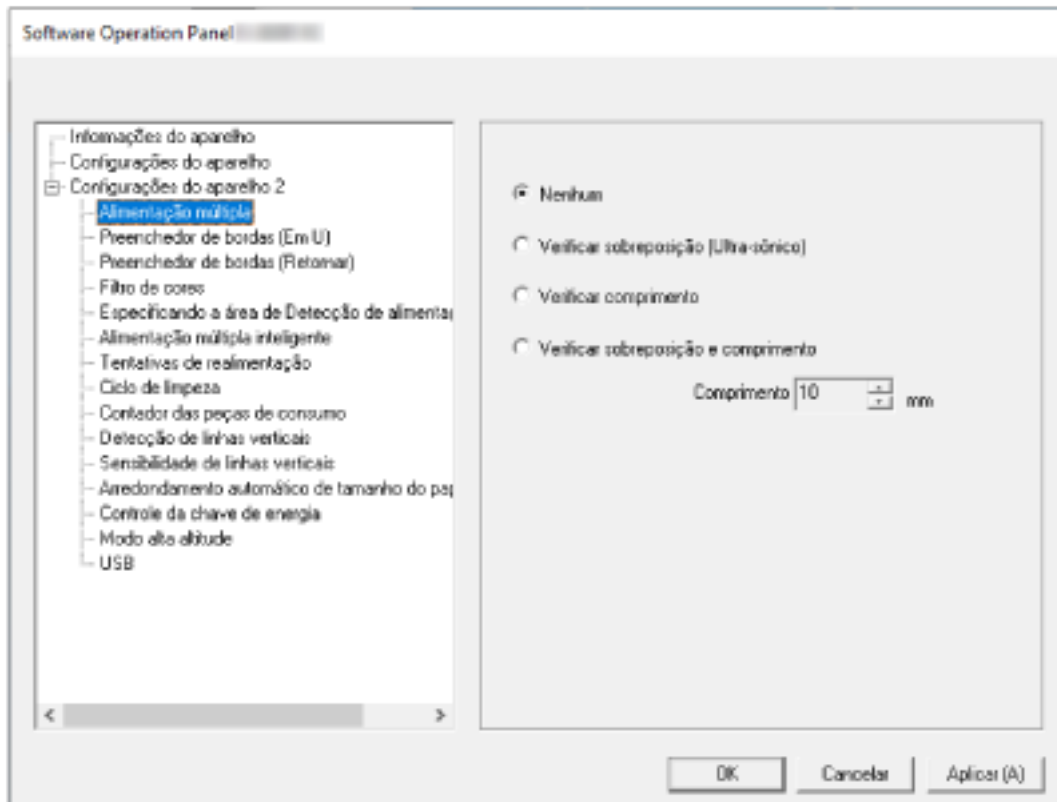 Software Operation Panel
Informações do aparelho
Configurações do aparelho
Configurações do aparelho 2
Alimentação múltipla
Preenchedor de bordas (Em U)
Preenchedor de bordas (Retornar)
Filtro de cores
Especificando a área de Detecção de alimentaç
Alimentação múltipla inteligente
Tentativas de realimentação
Ciclo de limpeza
Contador das peças de consumo
Detecção de linhas verticais
Sensibilidade de linhas verticais
Arredondamento automático de tamanho do pap
Controle da chave de energia
Modo alta altitude
USB
Nenhum
Verificar sobreposição (Ultra-sônico)
Verificar comprimento
Verificar sobreposição e comprimento
Comprimento 10 mm
OK Cancelar Aplicar (A)